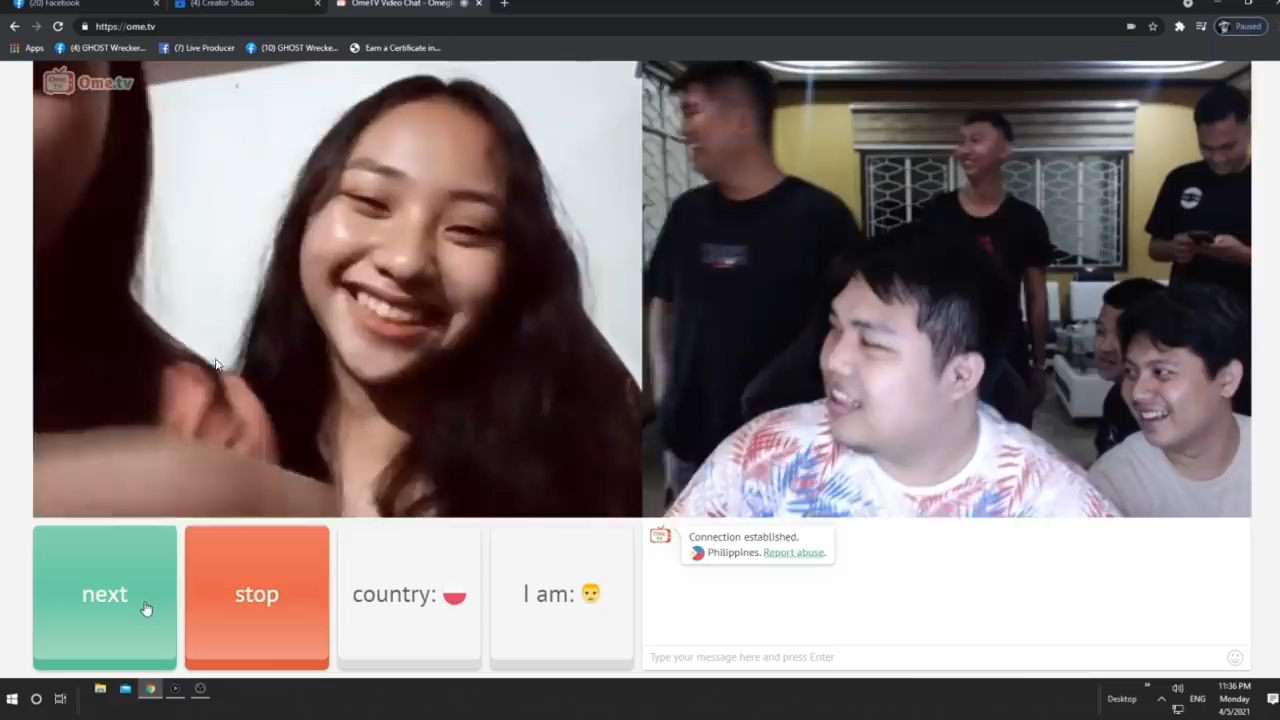 (20) Facebook
(4) Creator Studio
OmeTV Video Chat - Omegl
https://ome.tv
Paused
Apps
(4) GHOST Wrecker...
(7) Live Producer
(10) GHOST Wrecke...
Earn a Certificate in...
Ome.tv
next
stop
country:
I am:
Connection established.
Philippines. Report abuse.
Type your message here and press Enter
Desktop
ENG
11:36 PM
Monday
4/5/2021